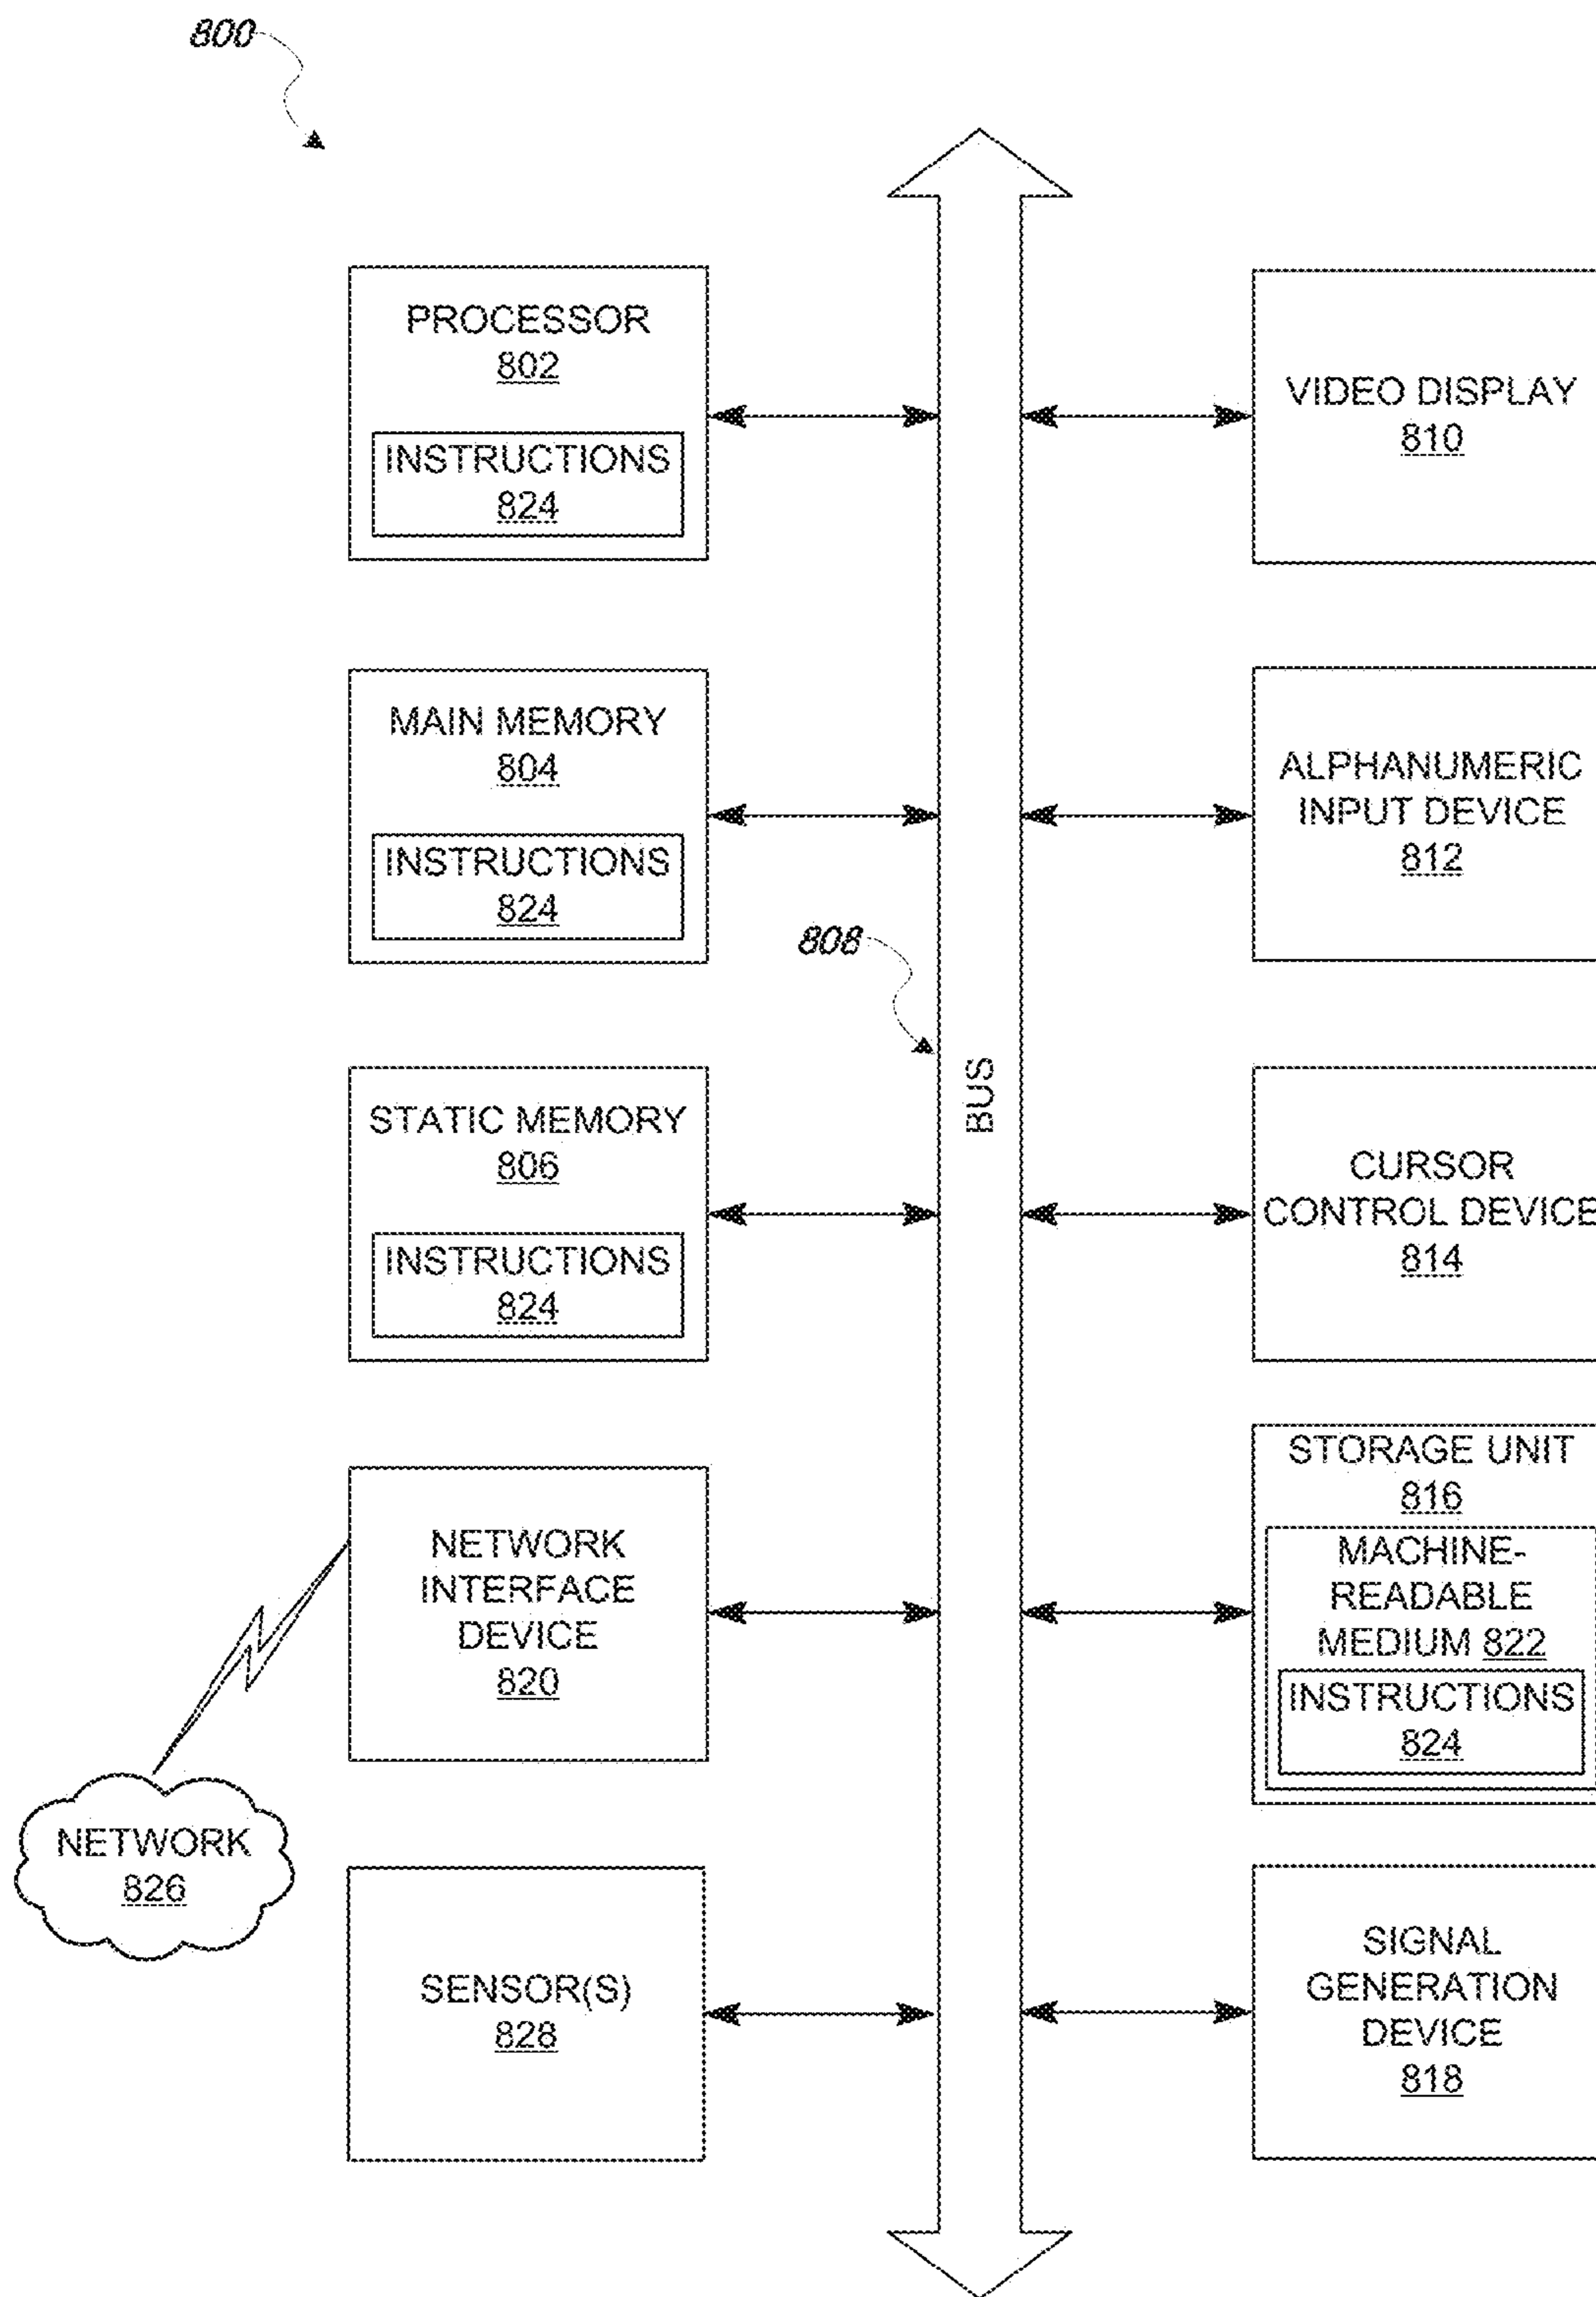 800
PROCESSOR
802
INSTRUCTIONS
824
MAIN MEMORY
804
INSTRUCTIONS
824
STATIC MEMORY
806
INSTRUCTIONS
824
NETWORK
INTERFACE
DEVICE
820
NETWORK
826
SENSOR(S)
828
808
BUS
VIDEO DISPLAY
810
ALPHANUMERIC
INPUT DEVICE
812
CURSOR
CONTROL DEVICE
814
STORAGE UNIT
816
MACHINE-
READABLE
MEDIUM 822
INSTRUCTIONS
824
SIGNAL
GENERATION
DEVICE
818